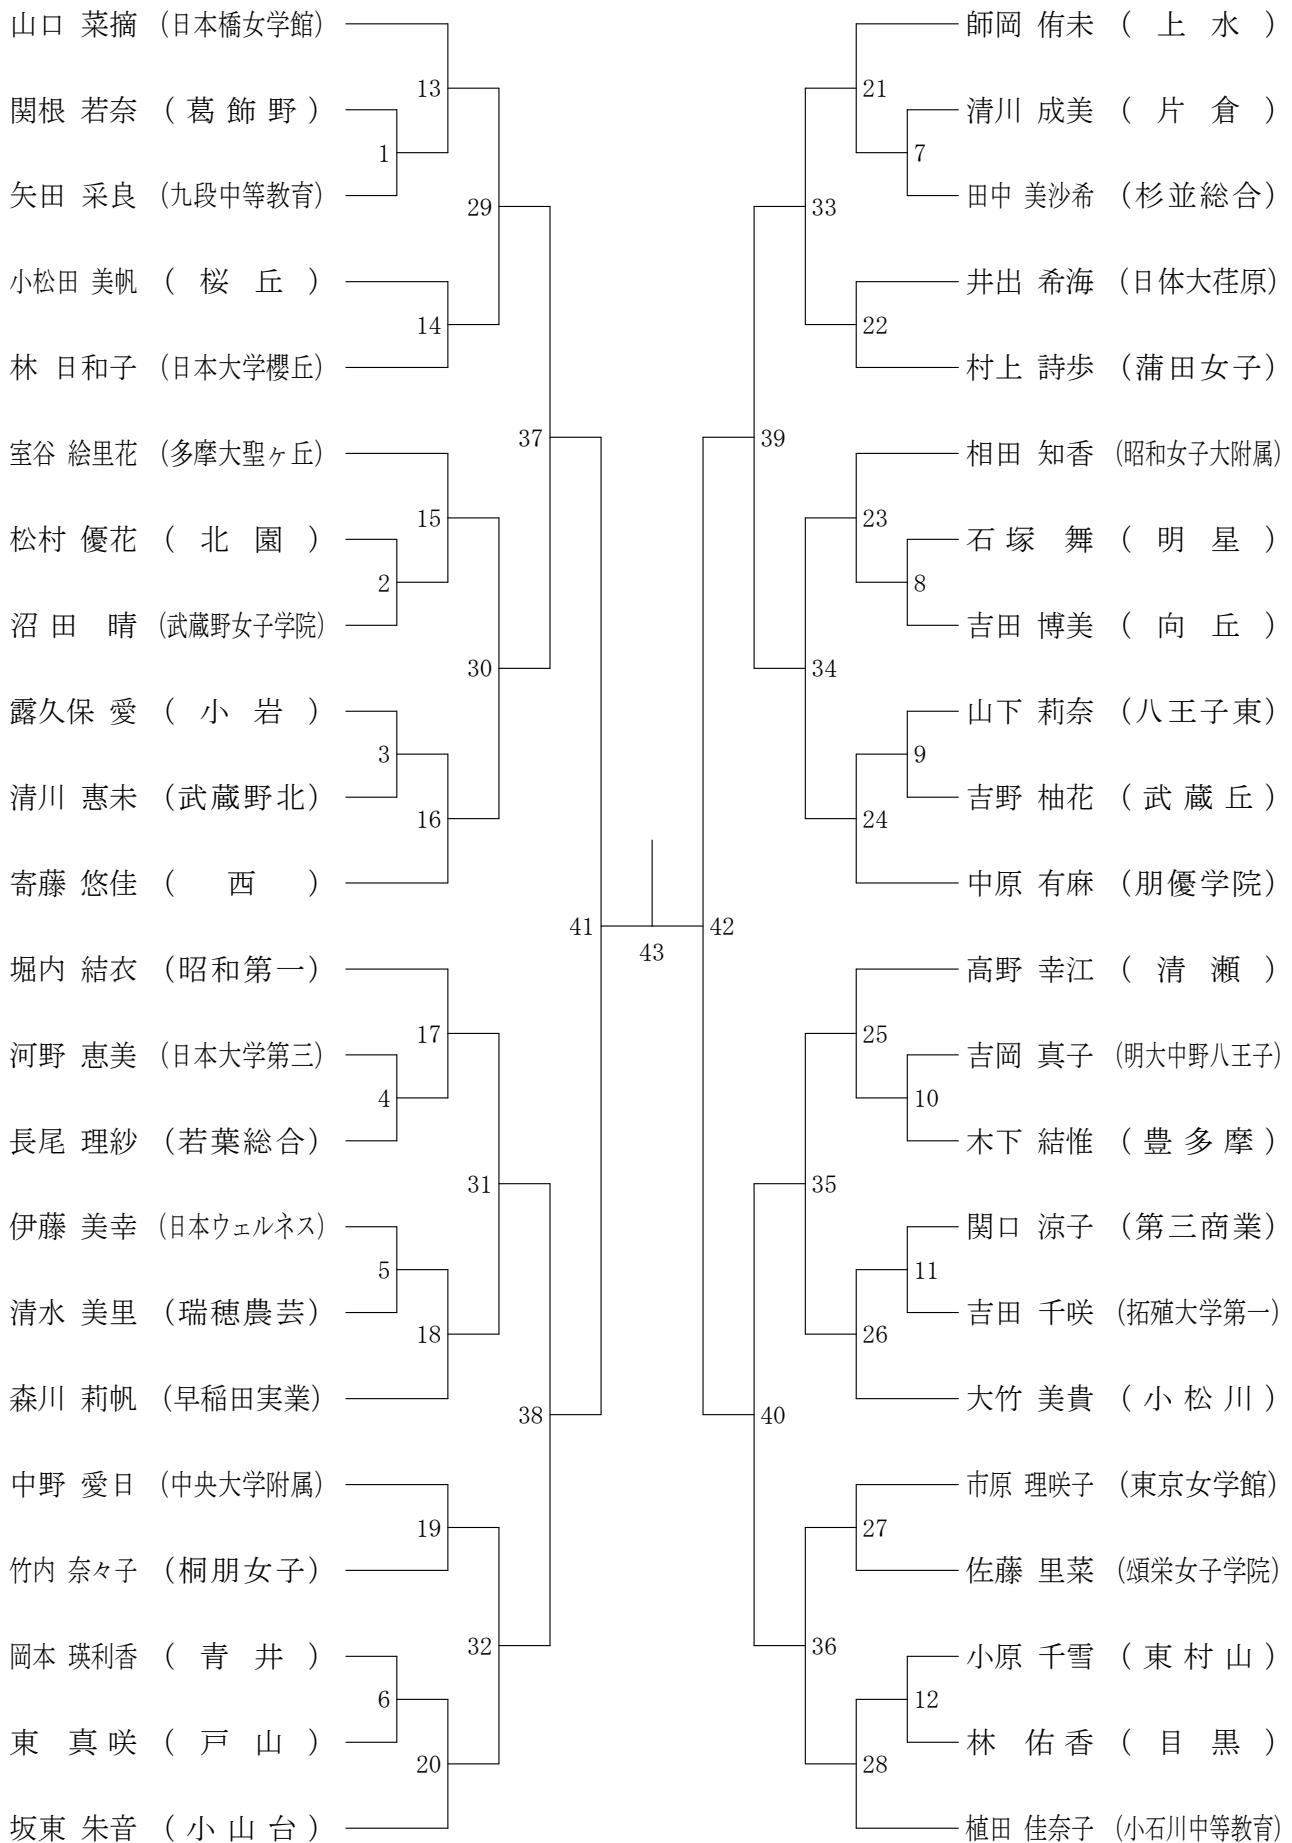 山口 菜摘 (日本橋女学館)
関根 若奈 (葛飾野)
矢田 采良 (九段中等教育)
小松田 美帆 (桜丘)
林 日和子 (日本大学櫻丘)
室谷 絵里花 (多摩大聖ヶ丘)
松村 優花 (北園)
沼田 晴 (武蔵野女子学院)
露久保 愛 (小岩)
清川 惠未 (武蔵野北)
寄藤 悠佳 (西)
堀内 結衣 (昭和第一)
河野 恵美 (日本大学第三)
長尾 理紗 (若葉総合)
伊藤 美幸 (日本ウェルネス)
清水 美里 (瑞穂農芸)
森川 莉帆 (早稲田実業)
中野 愛日 (中央大学附属)
竹内 奈々子 (桐朋女子)
岡本 瑛利香 (青井)
東 真咲 (戸山)
坂東 朱音 (小山台)
1
2
3
4
5
6
13
14
15
16
17
18
19
20
29
30
31
32
37
38
41
43
42
39
40
33
34
35
36
21
22
23
24
25
26
27
28
7
8
9
10
11
12
師岡 侑未 (上水)
清川 成美 (片倉)
田中 美沙希 (杉並総合)
井出 希海 (日体大荏原)
村上 詩歩 (蒲田女子)
相田 知香 (昭和女子大附属)
石塚 舞 (明星)
吉田 博美 (向丘)
山下 莉奈 (八王子東)
吉野 柚花 (武蔵丘)
中原 有麻 (朋優学院)
高野 幸江 (清瀬)
吉岡 真子 (明大中野八王子)
木下 結惟 (豊多摩)
関口 涼子 (第三商業)
吉田 千咲 (拓殖大学第一)
大竹 美貴 (小松川)
市原 理咲子 (東京女学館)
佐藤 里菜 (頌栄女子学院)
小原 千雪 (東村山)
林 佑香 (目黒)
植田 佳奈子 (小石川中等教育)